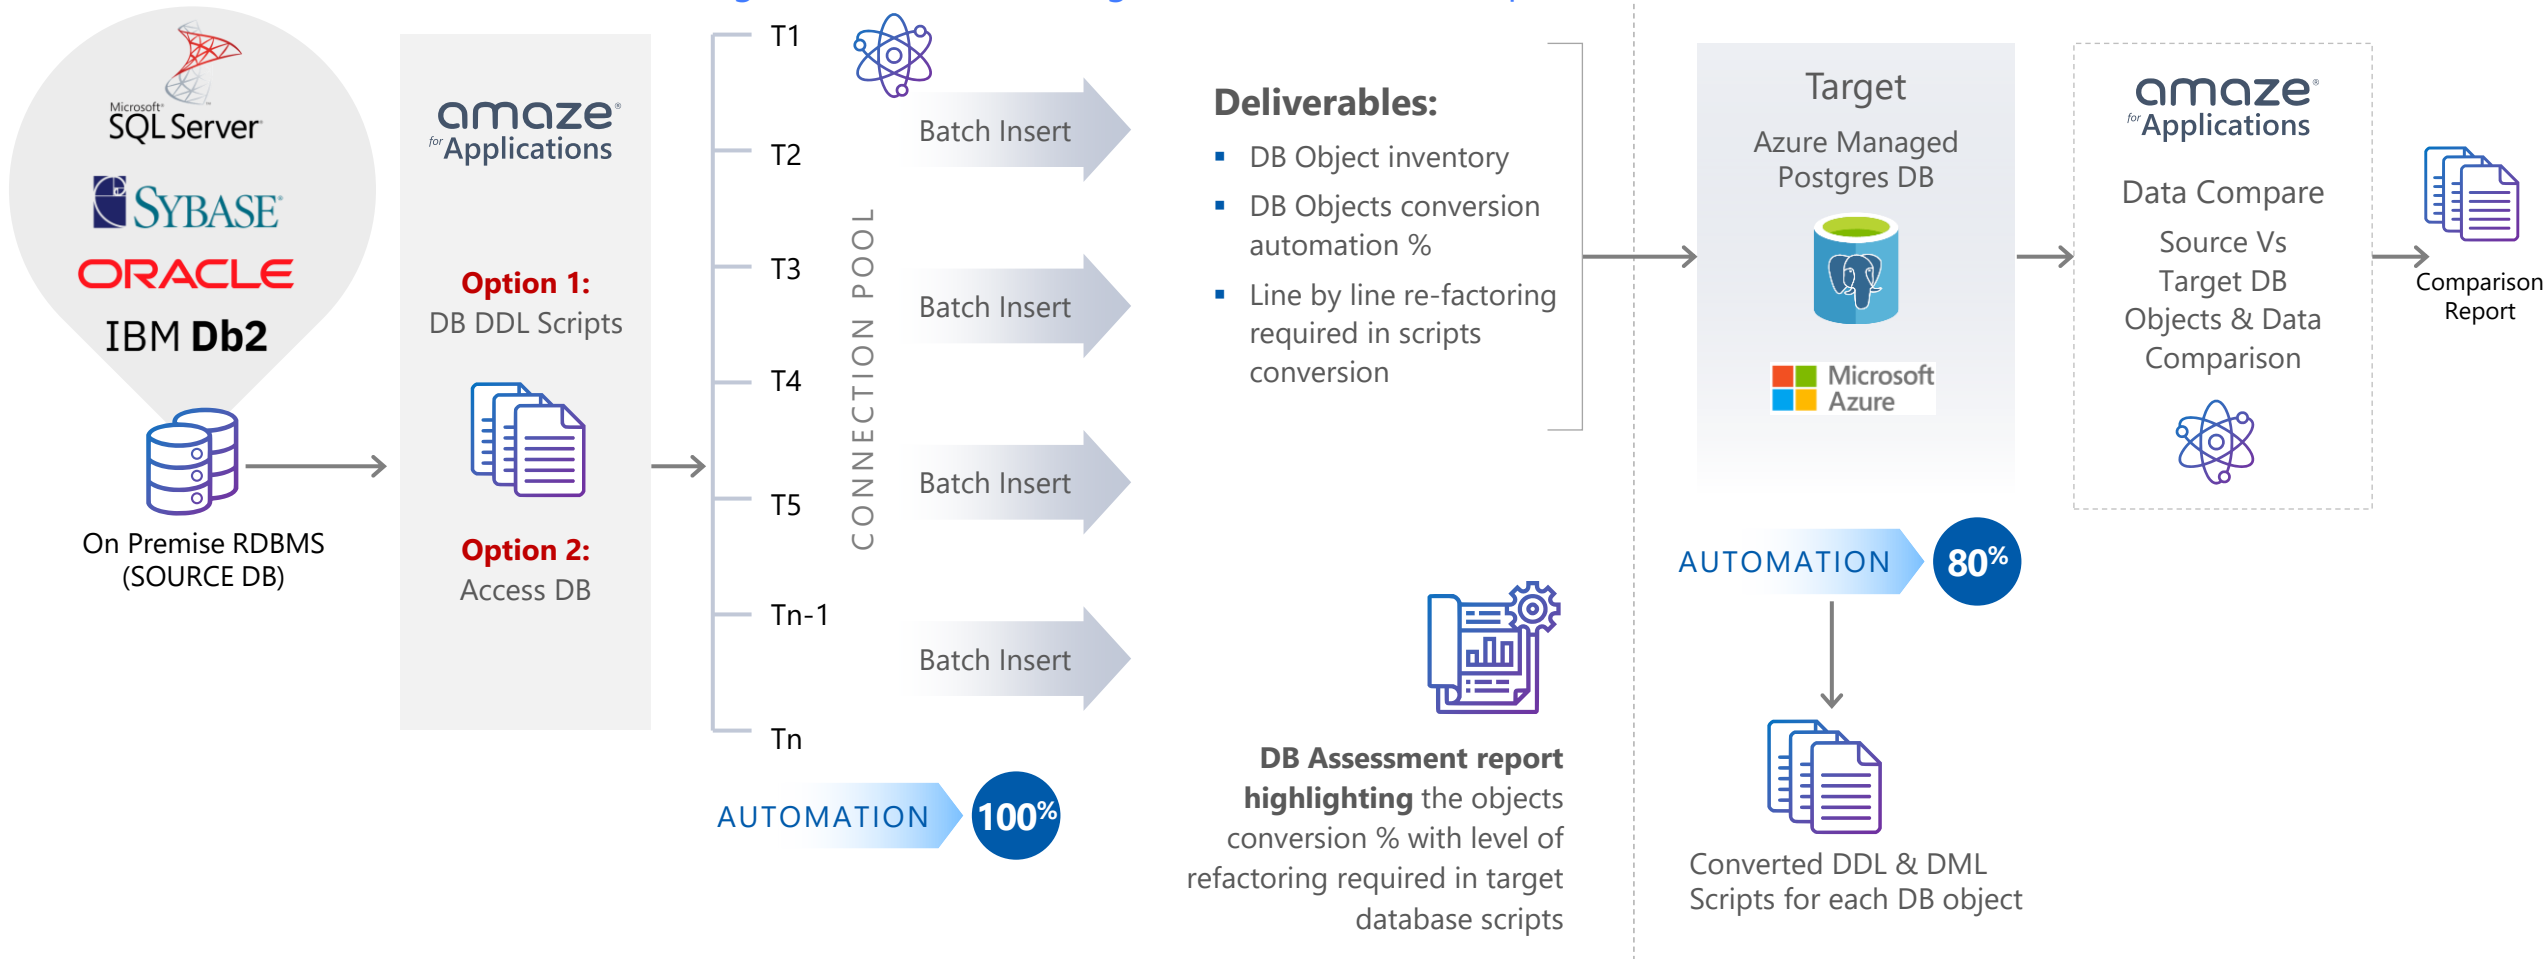 Microsoft®
SQL Server
SYBASE®
ORACLE
IBM Db2
On Premise RDBMS
(SOURCE DB)
amaze®
for Applications
Option 1:
DB DDL Scripts
Option 2:
Access DB
T1
T2
T3
T4
T5
Tn-1
Tn
CONNECTION POOL
Batch Insert
Batch Insert
Batch Insert
Batch Insert
AUTOMATION 100%
Deliverables:
▪ DB Object inventory
▪ DB Objects conversion
automation %
▪ Line by line re-factoring
required in scripts
conversion
DB Assessment report
highlighting the objects
conversion % with level of
refactoring required in target
database scripts
Target
Azure Managed
Postgres DB
Microsoft
Azure
AUTOMATION 80%
Converted DDL & DML
Scripts for each DB object
amaze®
for Applications
Data Compare
Source Vs
Target DB
Objects & Data
Comparison
Comparison
Report